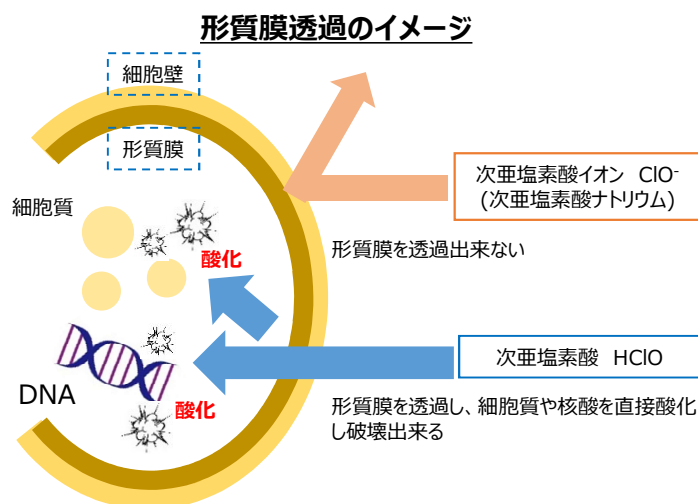 形質膜透過のイメージ
細胞壁
形質膜
細胞質
酸化
次亜塩素酸イオン ClO⁻
(次亜塩素酸ナトリウム)
形質膜を透過出来ない
次亜塩素酸 HClO
DNA
酸化
形質膜を透過し、細胞質や核酸を直接酸化
し破壊出来る